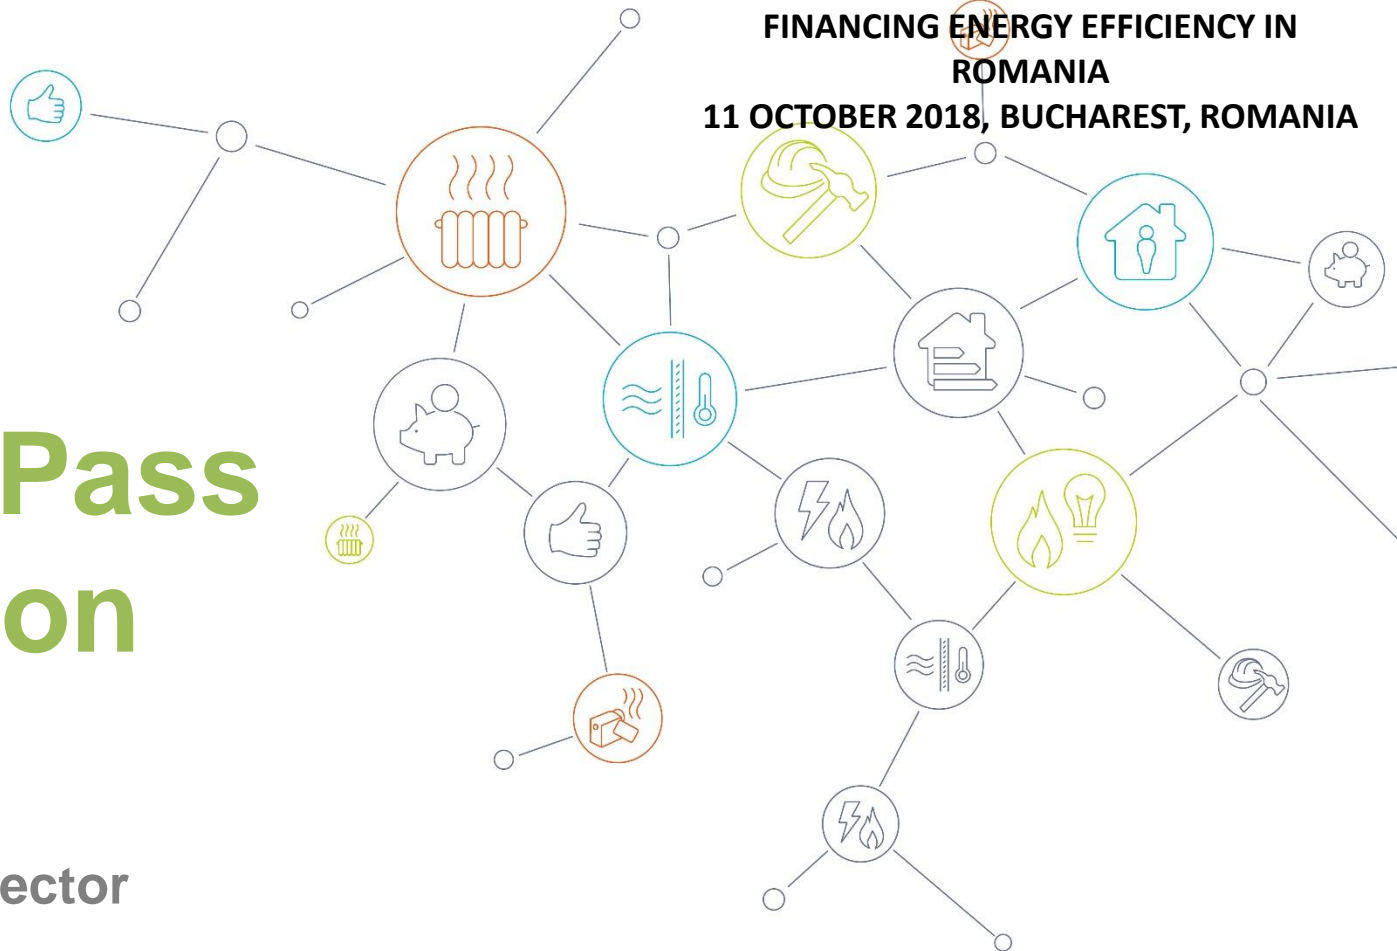 FINANCING ENERGY EFFICIENCY IN
ROMANIA
11 OCTOBER 2018, BUCHAREST, ROMANIA
Pass
on
ector